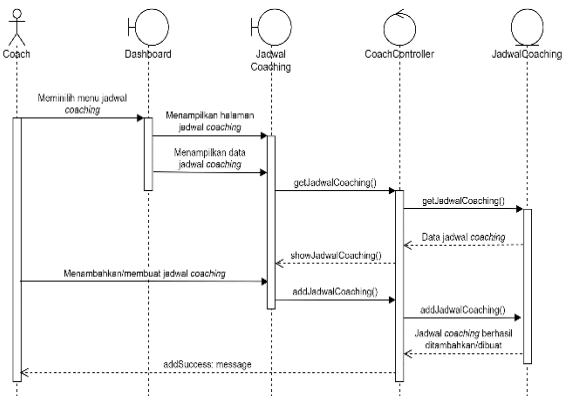 Coach
Dashboard
Jadwal
Coaching
CoachController
JadwalCoaching
Meminilih menu jadwal
coaching
Menampilkan halaman
jadwal coaching
Menampilkan data
jadwal coaching
getJadwalCoaching()
getJadwalCoaching()
Data jadwal coaching
showJadwalCoaching()
Menambahkan/membuat jadwal coaching
addJadwalCoaching()
addJadwalCoaching()
Jadwal coaching berhasil
ditambahkan/dibuat
addSuccess: message